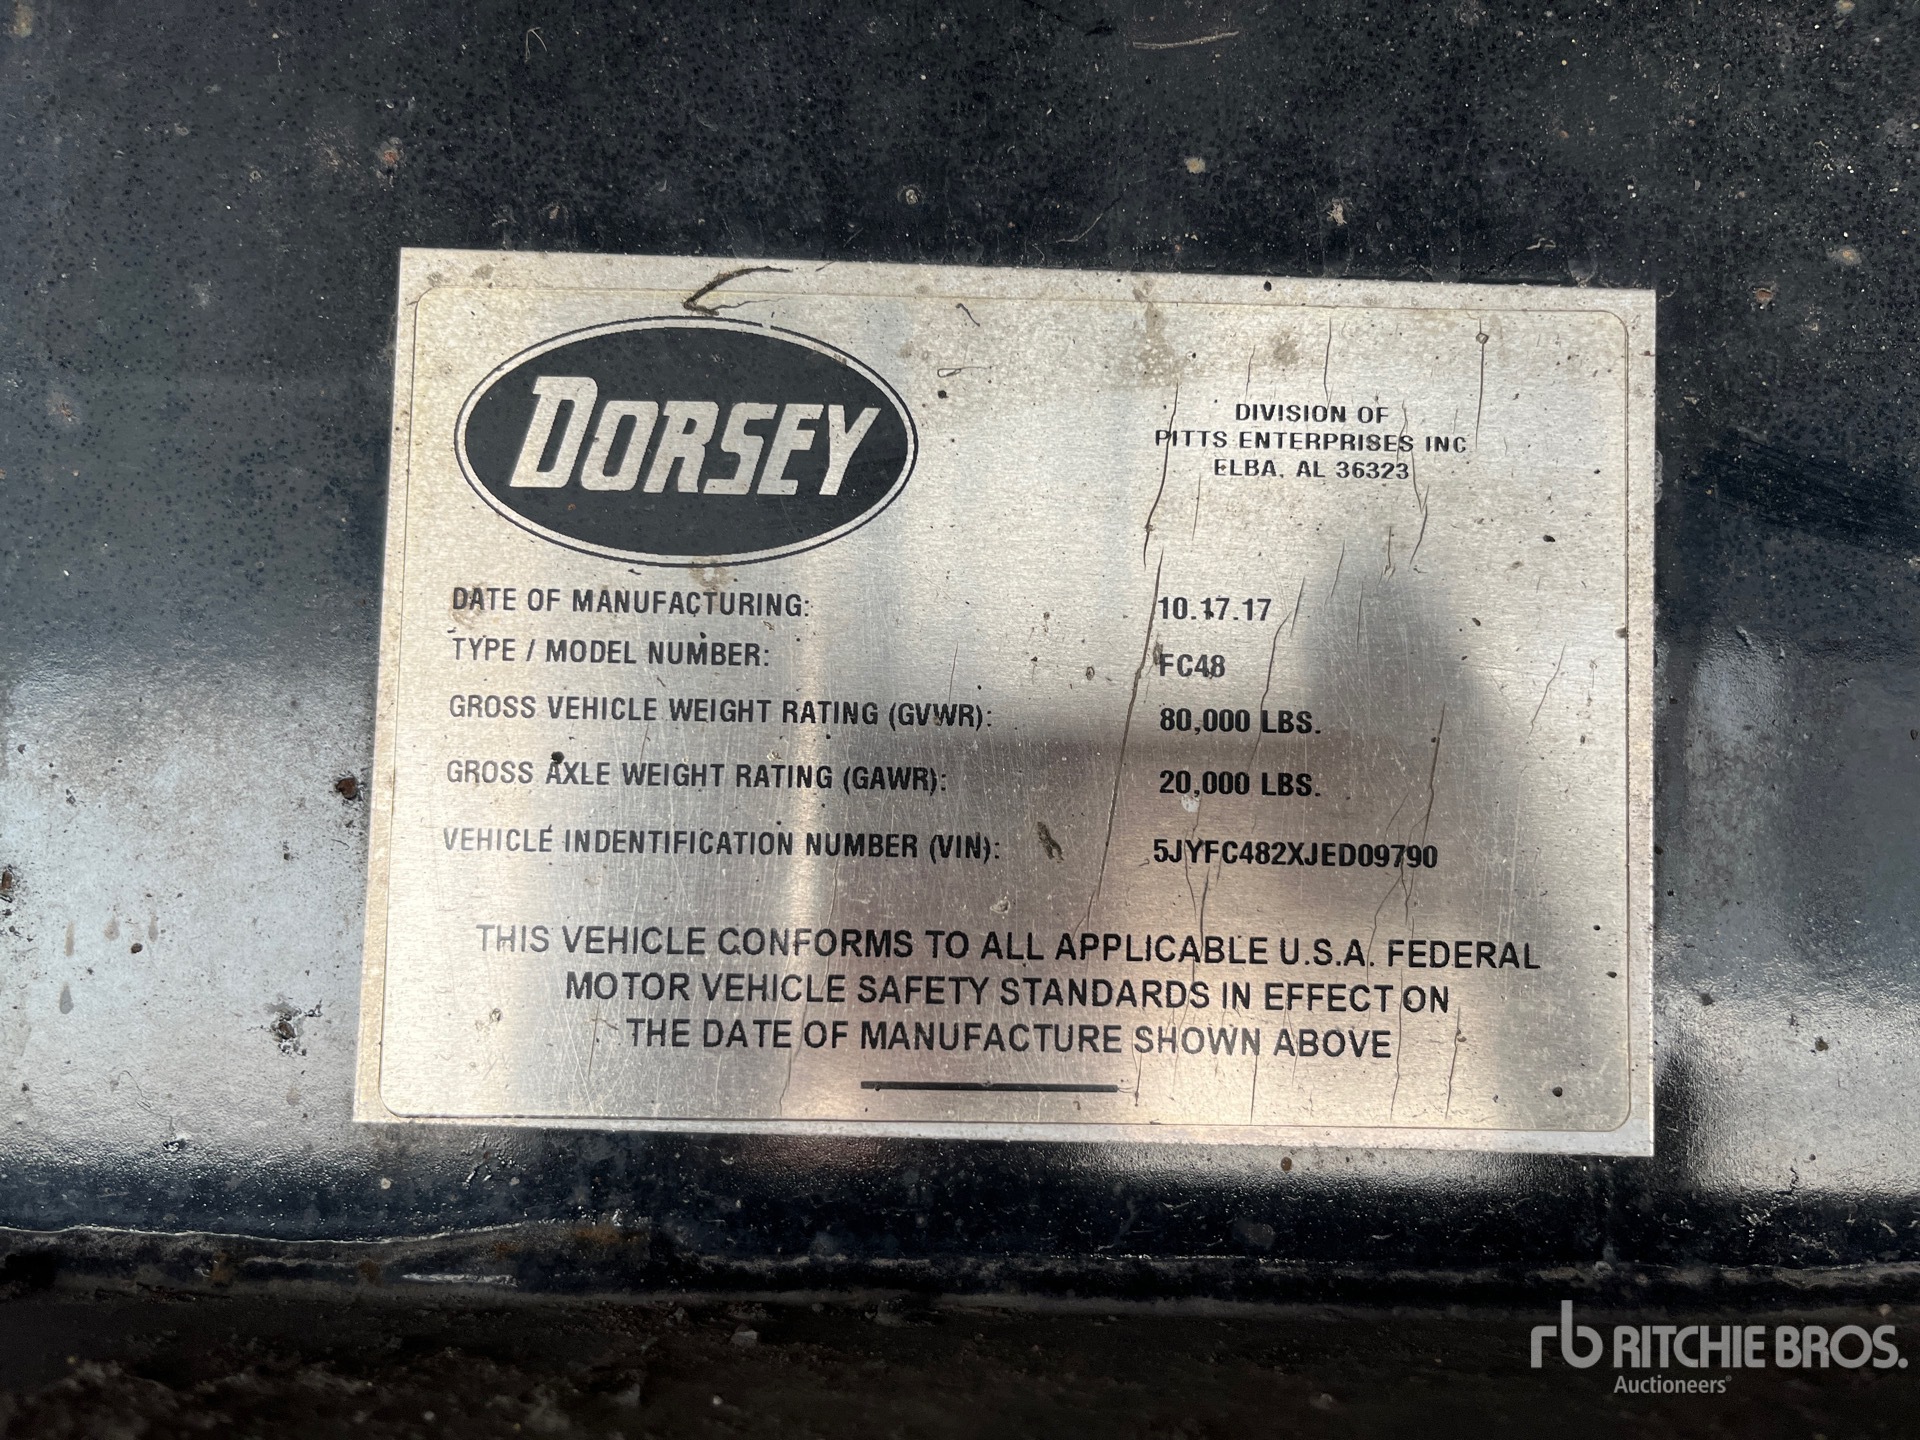 DORSEY
DIVISION OF
PITTS ENTERPRISES INC
ELBA, AL 36323
DATE OF MANUFACTURING: 10.17.17
TYPE / MODEL NUMBER: FC48
GROSS VEHICLE WEIGHT RATING (GVWR): 80,000 LBS.
GROSS AXLE WEIGHT RATING (GAWR): 20,000 LBS.
VEHICLE INDENTIFICATION NUMBER (VIN): 5JYFC482XJED09790
THIS VEHICLE CONFORMS TO ALL APPLICABLE U.S.A. FEDERAL
MOTOR VEHICLE SAFETY STANDARDS IN EFFECT ON
THE DATE OF MANUFACTURE SHOWN ABOVE
rb RITCHIE BROS.
Auctioneers®